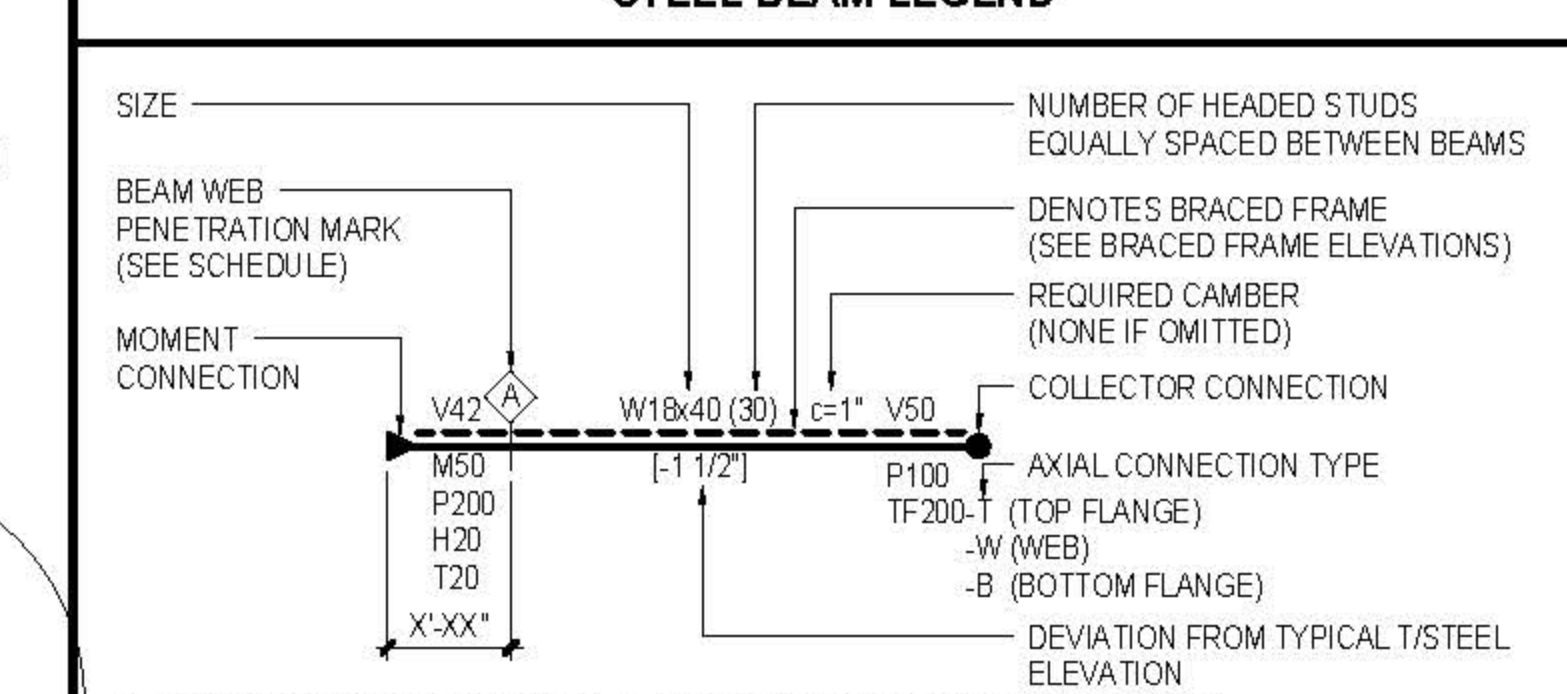 STEEL BEAM LEGEND
SIZE
NUMBER OF HEADED STUDS
EQUALLY SPACED BETWEEN BEAMS
BEAM WEB
PENETRATION MARK
(SEE SCHEDULE)
DENOTES BRACED FRAME
(SEE BRACED FRAME ELEVATIONS)
REQUIRED CAMBER
(NONE IF OMITTED)
MOMENT
CONNECTION
COLLECTOR CONNECTION
V42 A W18x40 (30) c=1" V50
M50
P200
H20
T20
[-1 1/2"]
P100
AXIAL CONNECTION TYPE
TF200-T (TOP FLANGE)
-W (WEB)
-B (BOTTOM FLANGE)
X'-XX"
DEVIATION FROM TYPICAL T/STEEL
ELEVATION